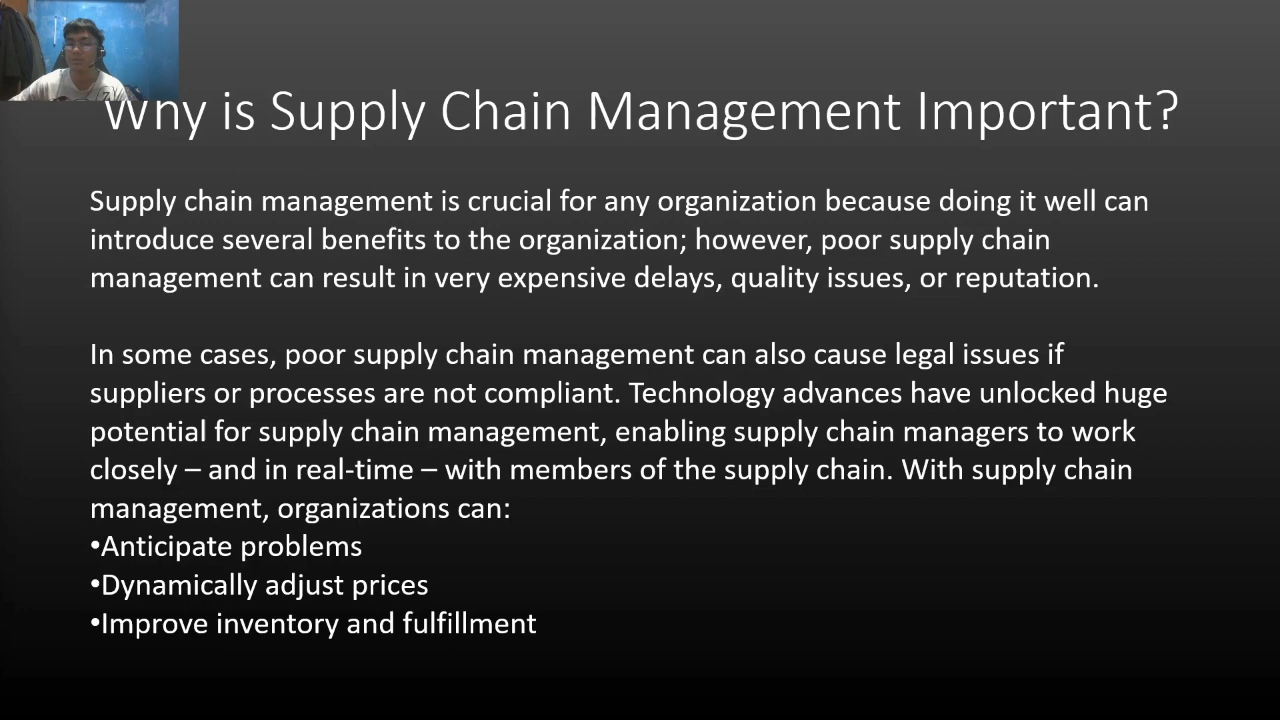 Why is Supply Chain Management Important?
Supply chain management is crucial for any organization because doing it well can
introduce several benefits to the organization; however, poor supply chain
management can result in very expensive delays, quality issues, or reputation.
In some cases, poor supply chain management can also cause legal issues if
suppliers or processes are not compliant. Technology advances have unlocked huge
potential for supply chain management, enabling supply chain managers to work
closely – and in real-time – with members of the supply chain. With supply chain
management, organizations can:
•Anticipate problems
•Dynamically adjust prices
•Improve inventory and fulfillment